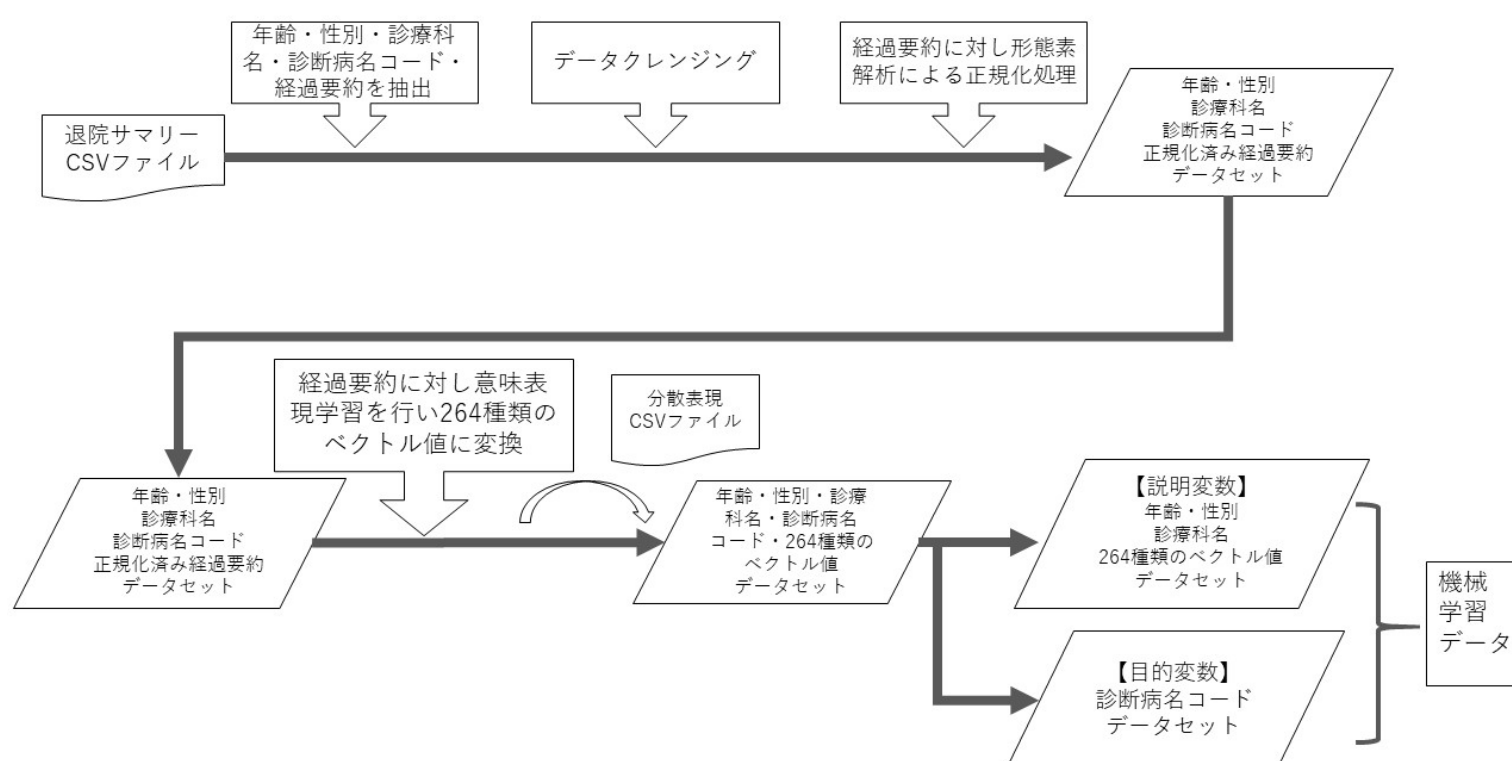 年齢・性別・診療科
名・診断病名コード・
経過要約を抽出
データクレンジング
経過要約に対し形態素
解析による正規化処理
退院サマリー
CSVファイル
年齢・性別
診療科名
診断病名コード
正規化済み経過要約
データセット
経過要約に対し意味表
現学習を行い264種類の
ベクトル値に変換
分散表現
CSVファイル
年齢・性別
診療科名
診断病名コード
正規化済み経過要約
データセット
年齢・性別・診療
科名・診断病名
コード・264種類の
ベクトル値
データセット
【説明変数】
年齢・性別
診療科名
264種類のベクトル値
データセット
【目的変数】
診断病名コード
データセット
機械
学習
データ